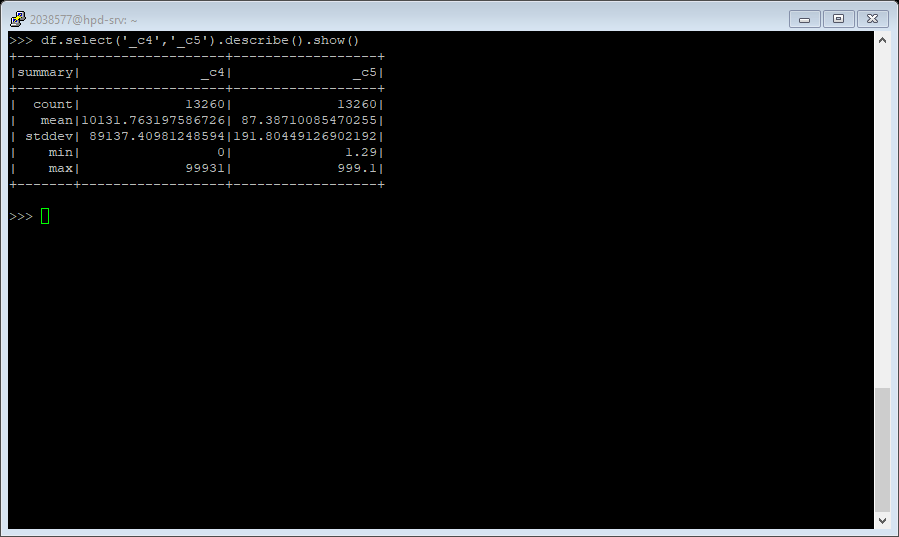 2038577@hpd-srv: ~
>>> df.select('_c4','_c5').describe().show()
+-------+------------------+------------------+
|summary|               _c4|               _c5|
+-------+------------------+------------------+
|  count|             13260|             13260|
|   mean|10131.763197586726| 87.38710085470255|
| stddev| 89137.40981248594|191.80449126902192|
|    min|                 0|              1.29|
|    max|             99931|             999.1|
+-------+------------------+------------------+
>>>